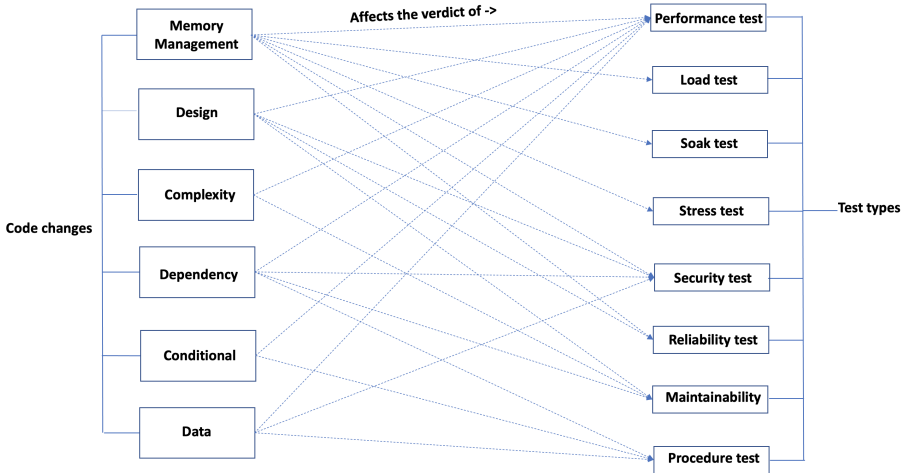 Affects the verdict of ->
Memory
Management
Performance test
Load test
Design
Soak test
Complexity
Stress test
Test types
Code changes
Dependency
Security test
Conditional
Reliability test
Maintainability
Data
Procedure test